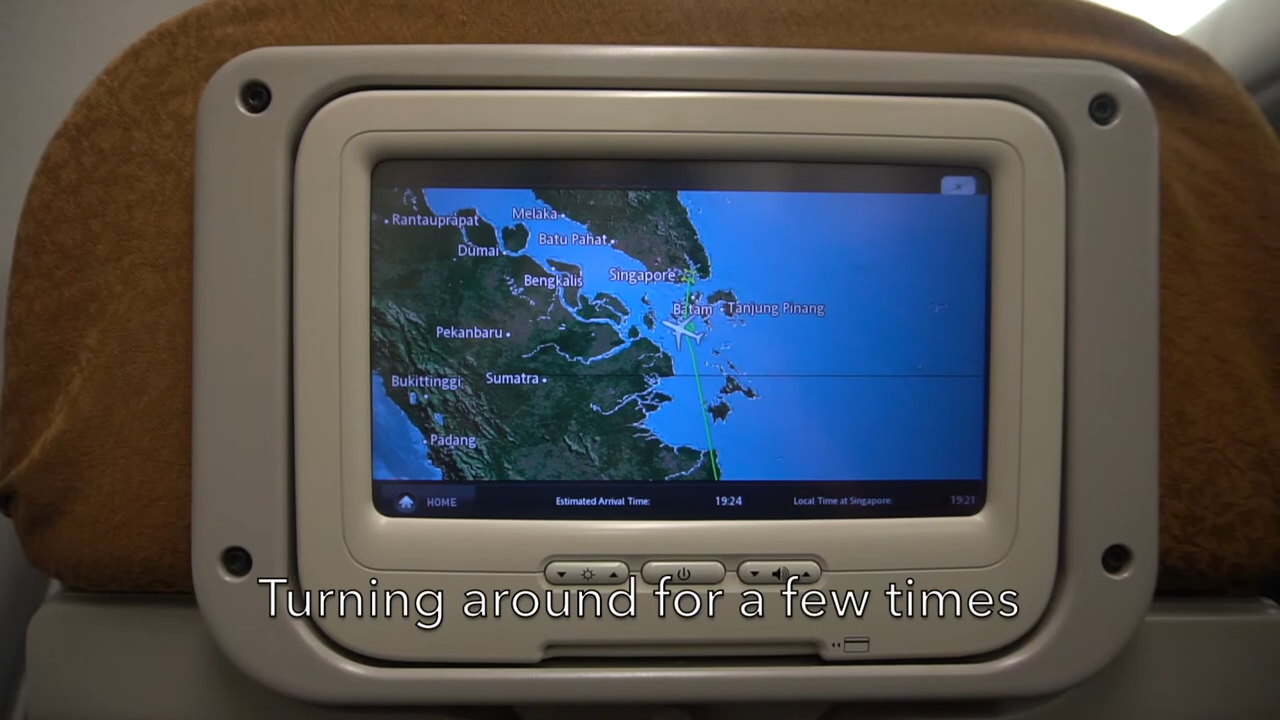 Rantauprapat
Melaka
Batu Pahat
Dumai
Bengkalis
Singapore
Batam
Tanjung Pinang
Pekanbaru
Bukittinggi
Sumatra
Padang
HOME
Estimated Arrival Time:
19:24
Local Time at Singapore:
19:21
Turning around for a few times